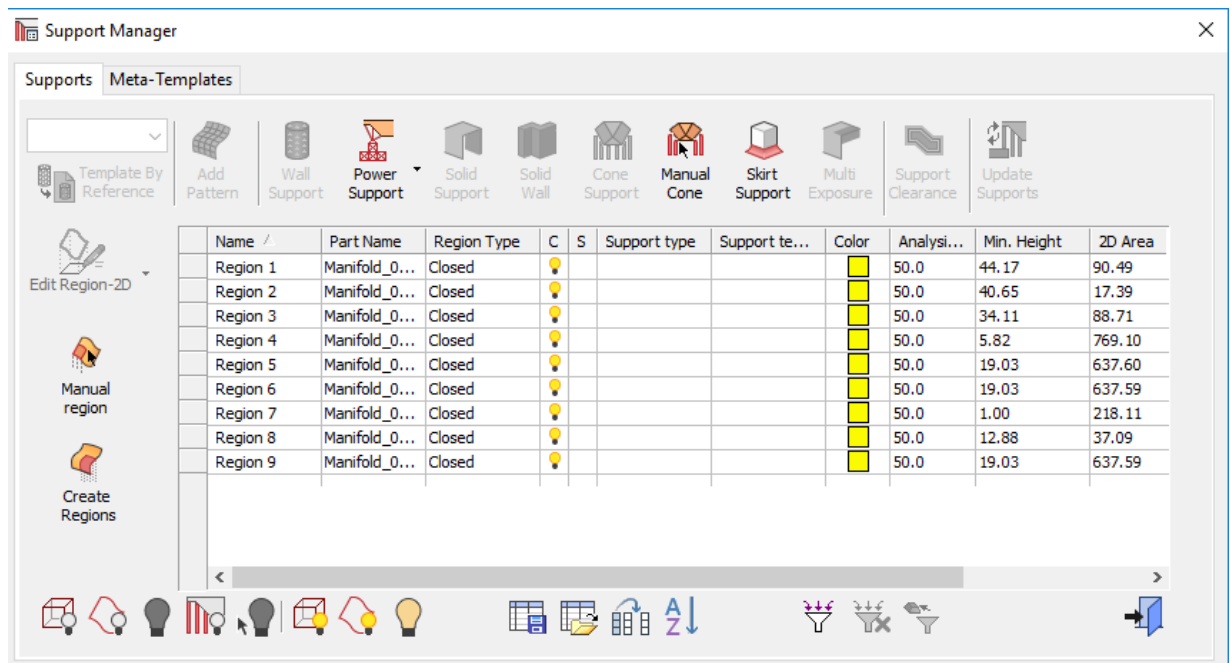 Support Manager
Supports Meta-Templates
Template By Reference
Add Pattern
Wall Support
Power Support
Solid Support
Solid Wall
Cone Support
Manual Cone
Skirt Support
Multi Exposure
Support Clearance
Update Supports
Edit Region-2D
Manual region
Create Regions
Name Part Name Region Type C S Support type Support te... Color Analysi... Min. Height 2D Area
Region 1 Manifold_0... Closed 50.0 44.17 90.49
Region 2 Manifold_0... Closed 50.0 40.65 17.39
Region 3 Manifold_0... Closed 50.0 34.11 88.71
Region 4 Manifold_0... Closed 50.0 5.82 769.10
Region 5 Manifold_0... Closed 50.0 19.03 637.60
Region 6 Manifold_0... Closed 50.0 19.03 637.59
Region 7 Manifold_0... Closed 50.0 1.00 218.11
Region 8 Manifold_0... Closed 50.0 12.88 37.09
Region 9 Manifold_0... Closed 50.0 19.03 637.59
A
Z